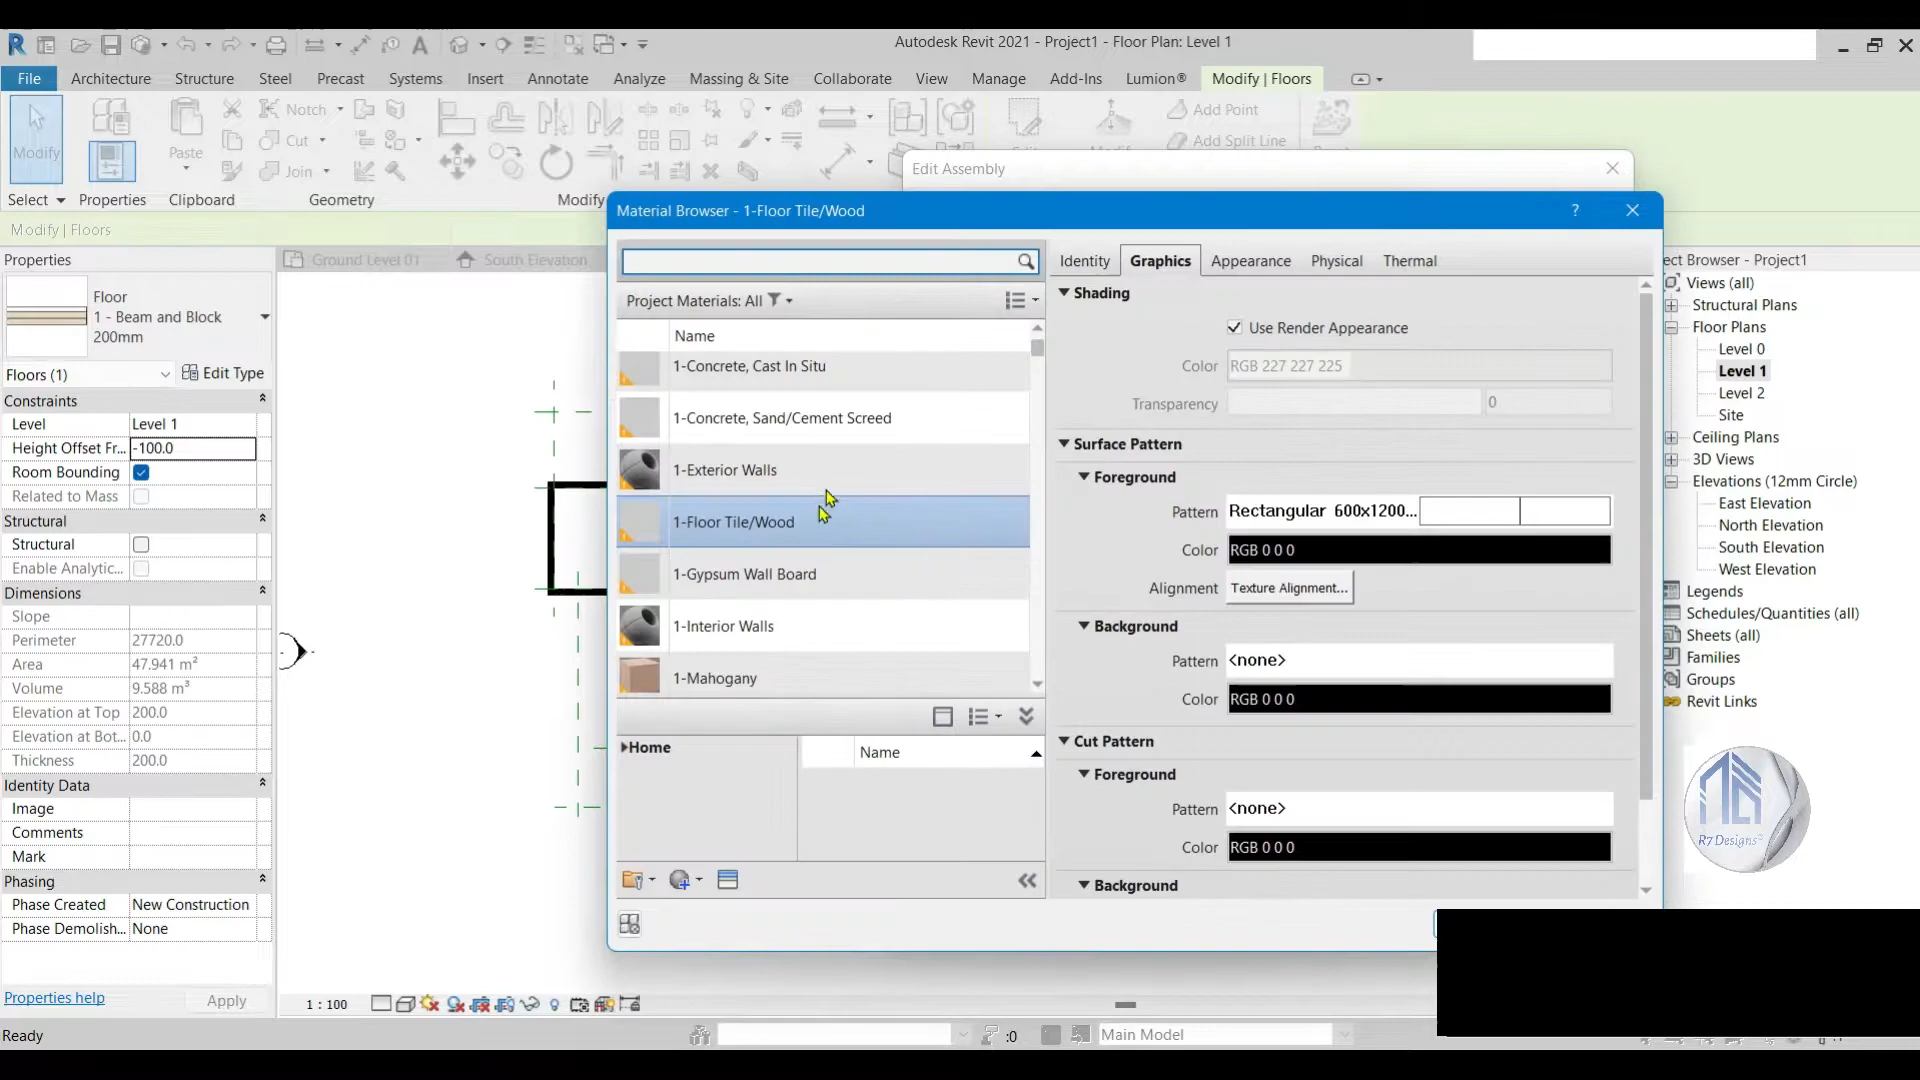 Autodesk Revit 2021 - Project1 - Floor Plan: Level 1
File Architecture Structure Steel Precast Systems Insert Annotate Analyze Massing & Site Collaborate View Manage Add-Ins Lumion® Modify | Floors
Modify
Paste
Notch
Cut
Join
Add Point
Add Split Line
Select Properties Clipboard Geometry Modify
Modify | Floors
Edit Assembly
Material Browser - 1-Floor Tile/Wood
Properties
Ground Level 01
South Elevation
Floor
1 - Beam and Block
200mm
Floors (1)
Edit Type
Constraints
Level Level 1
Height Offset Fr... -100.0
Room Bounding
Related to Mass
Structural
Structural
Enable Analytic...
Dimensions
Slope
Perimeter 27720.0
Area 47.941 m²
Volume 9.588 m³
Elevation at Top 200.0
Elevation at Bot... 0.0
Thickness 200.0
Identity Data
Image
Comments
Mark
Phasing
Phase Created New Construction
Phase Demolish... None
Properties help
Apply
Project Materials: All
Name
1-Concrete, Cast In Situ
1-Concrete, Sand/Cement Screed
1-Exterior Walls
1-Floor Tile/Wood
1-Gypsum Wall Board
1-Interior Walls
1-Mahogany
Home
Name
Identity Graphics Appearance Physical Thermal
Shading
Use Render Appearance
Color RGB 227 227 225
Transparency 0
Surface Pattern
Foreground
Pattern Rectangular 600x1200...
Color RGB 0 0 0
Alignment Texture Alignment...
Background
Pattern <none>
Color RGB 0 0 0
Cut Pattern
Foreground
Pattern <none>
Color RGB 0 0 0
Background
ect Browser - Project1
Views (all)
Structural Plans
Floor Plans
Level 0
Level 1
Level 2
Site
Ceiling Plans
3D Views
Elevations (12mm Circle)
East Elevation
North Elevation
South Elevation
West Elevation
Legends
Schedules/Quantities (all)
Sheets (all)
Families
Groups
Revit Links
R7 Designs
1 : 100
Ready
:0
Main Model